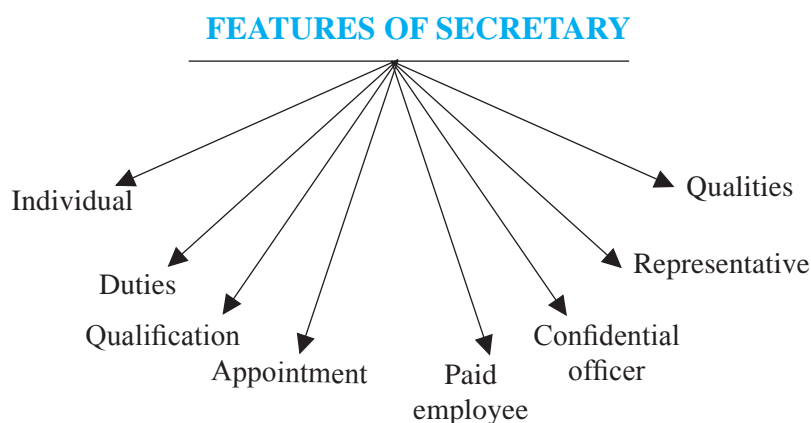 FEATURES OF SECRETARY
Individual
Duties
Qualification
Appointment
Paid
employee
Confidential
officer
Representative
Qualities